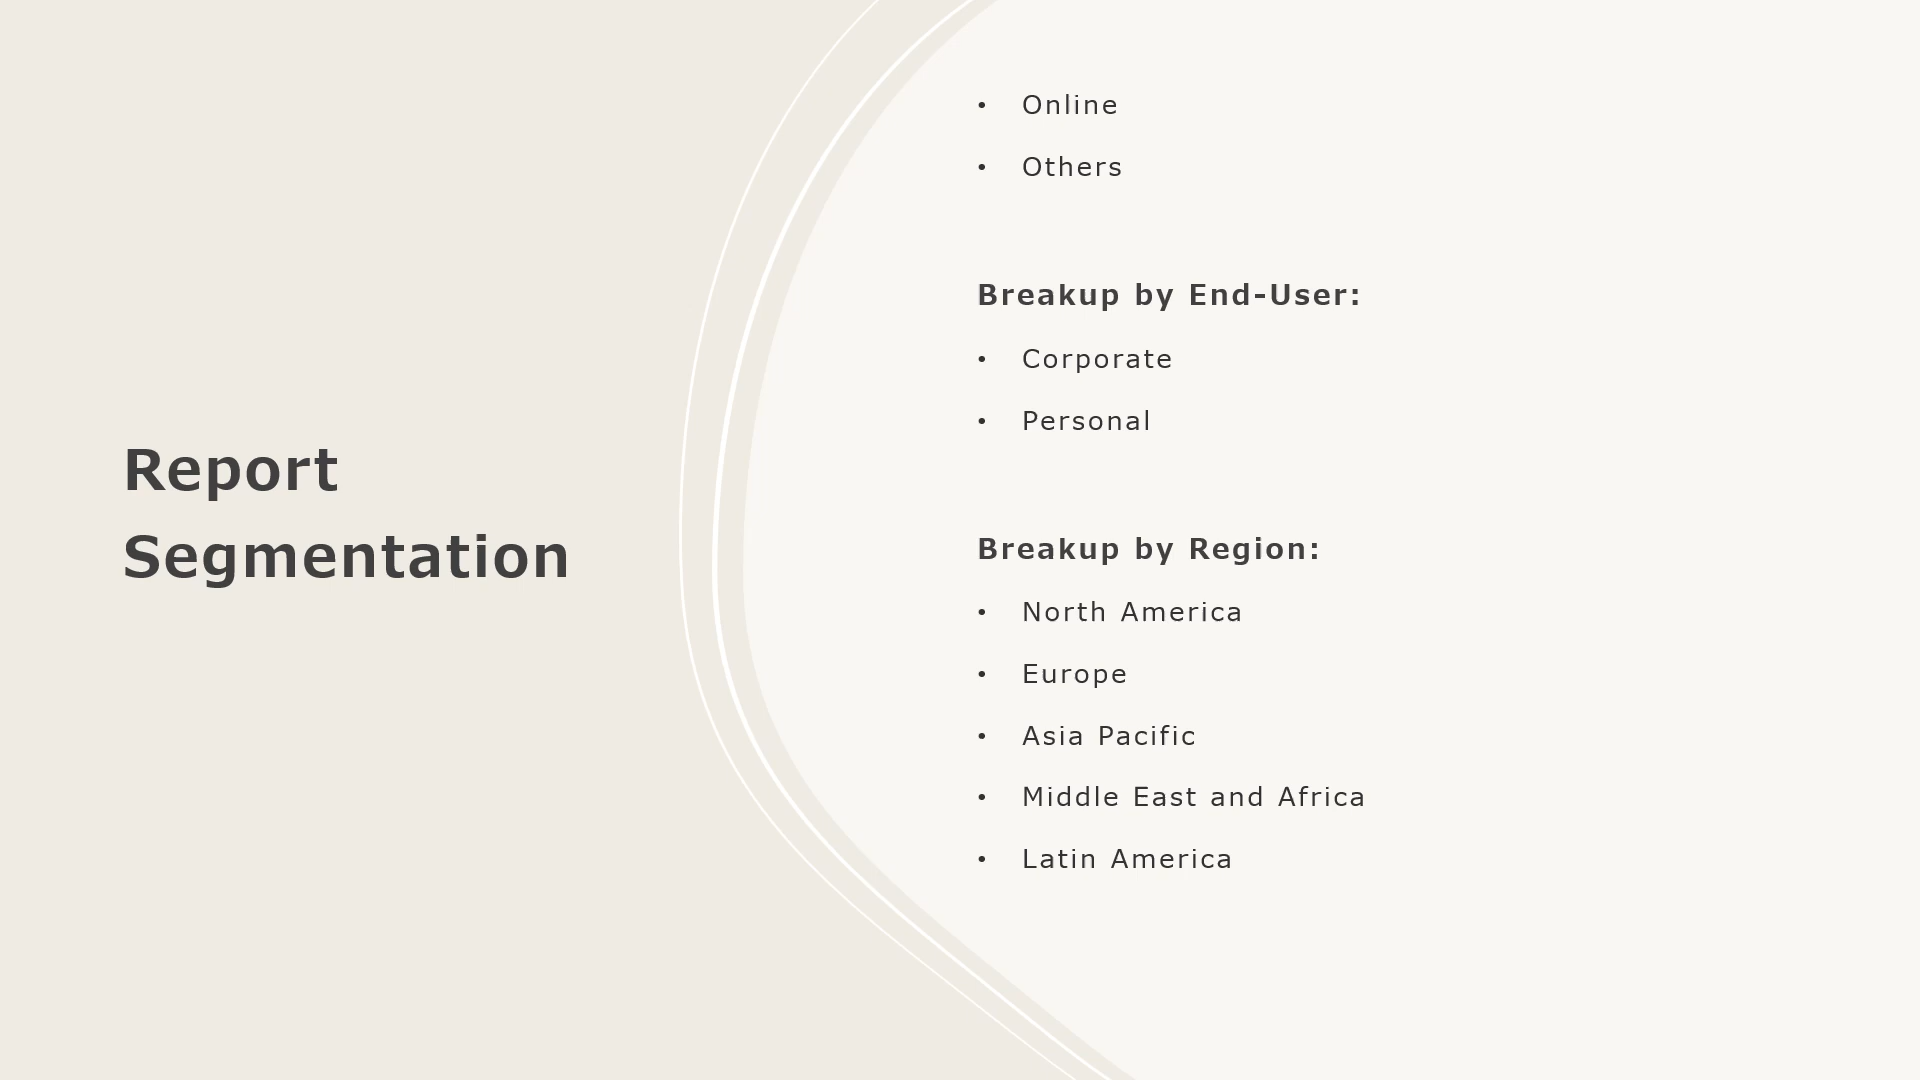 Report
Segmentation
• Online
• Others
Breakup by End-User:
• Corporate
• Personal
Breakup by Region:
• North America
• Europe
• Asia Pacific
• Middle East and Africa
• Latin America